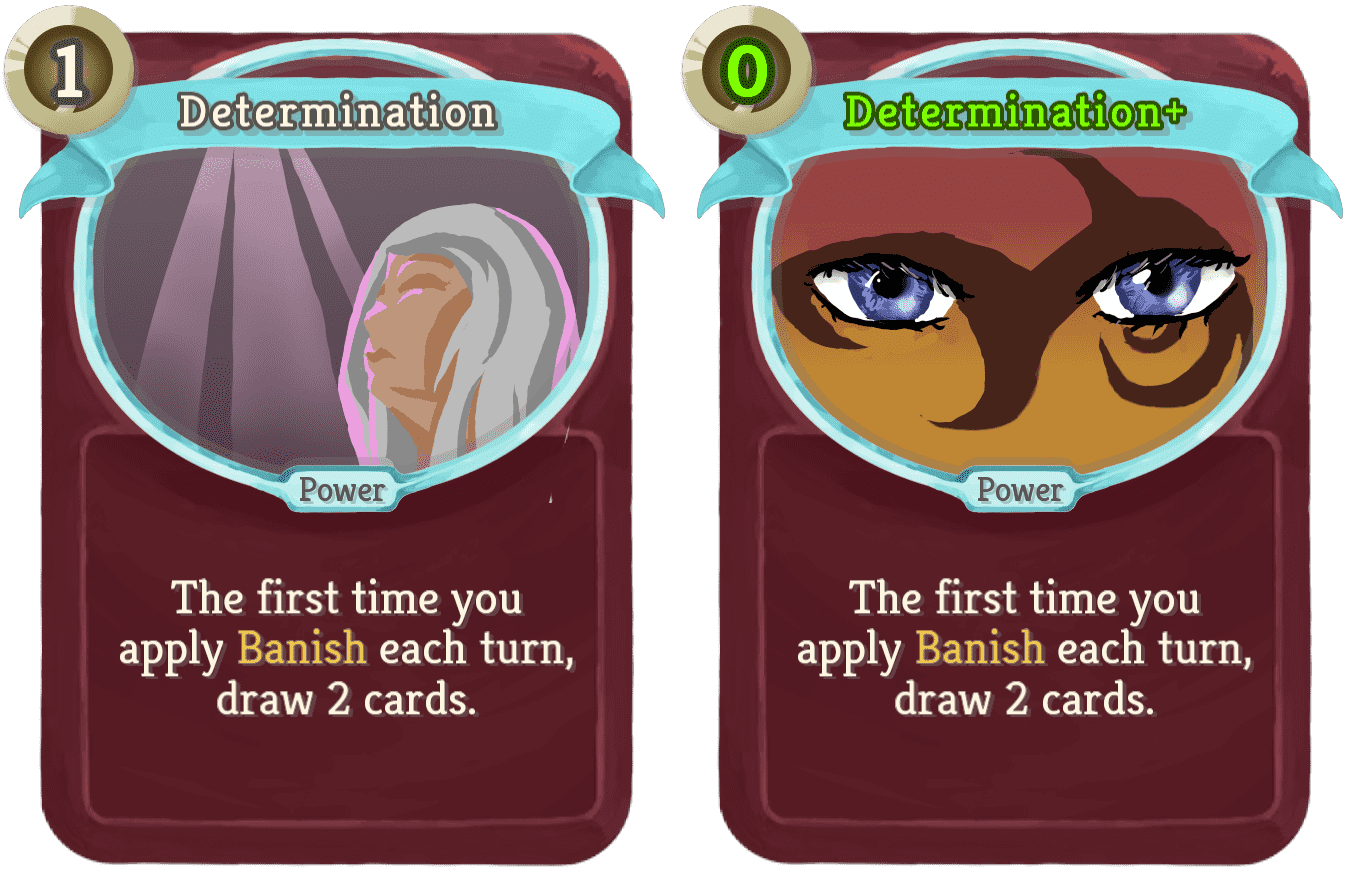 1
Determination
Power
The first time you
apply Banish each turn,
draw 2 cards.
0
Determination+
Power
The first time you
apply Banish each turn,
draw 2 cards.